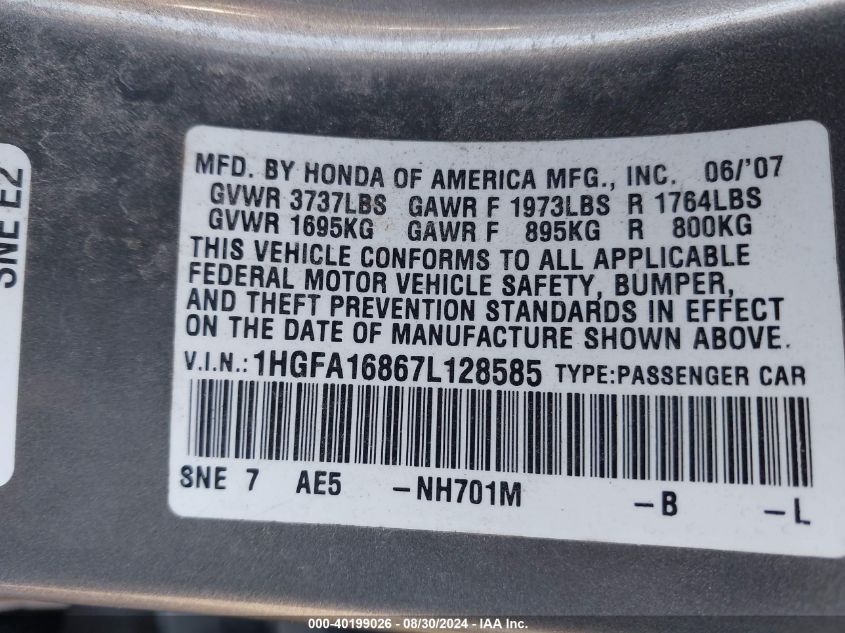 SNE E2
MFD. BY HONDA OF AMERICA MFG., INC. 06/'07
GVWR 3737LBS GAWR F 1973LBS R 1764LBS
GVWR 1695KG GAWR F 895KG R 800KG
THIS VEHICLE CONFORMS TO ALL APPLICABLE
FEDERAL MOTOR VEHICLE SAFETY, BUMPER,
AND THEFT PREVENTION STANDARDS IN EFFECT
ON THE DATE OF MANUFACTURE SHOWN ABOVE.
V.I.N.: 1HGFA16867L128585 TYPE:PASSENGER CAR
SNE 7 AE5 -NH701M -B -L
000-40199026 - 08/30/2024 - IAA Inc.